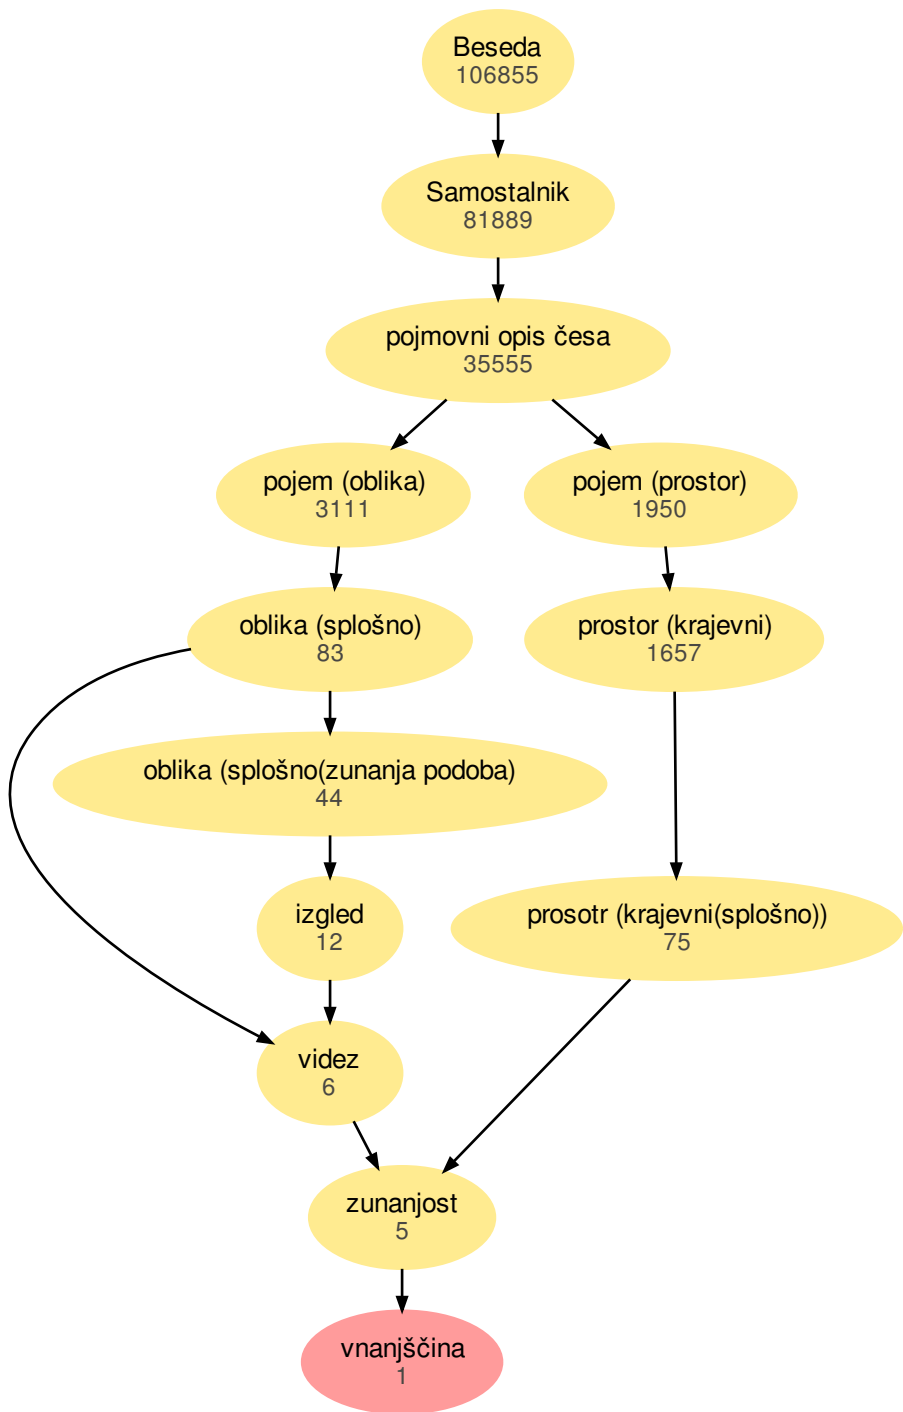 Beseda
106855
Samostalnik
81889
pojmovni opis česa
35555
pojem (oblika)
3111
pojem (prostor)
1950
oblika (splošno)
83
prostor (krajevni)
1657
oblika (splošno(zunanja podoba)
44
izgled
12
prosotr (krajevni(splošno))
75
videz
6
zunanjost
5
vnanjščina
1